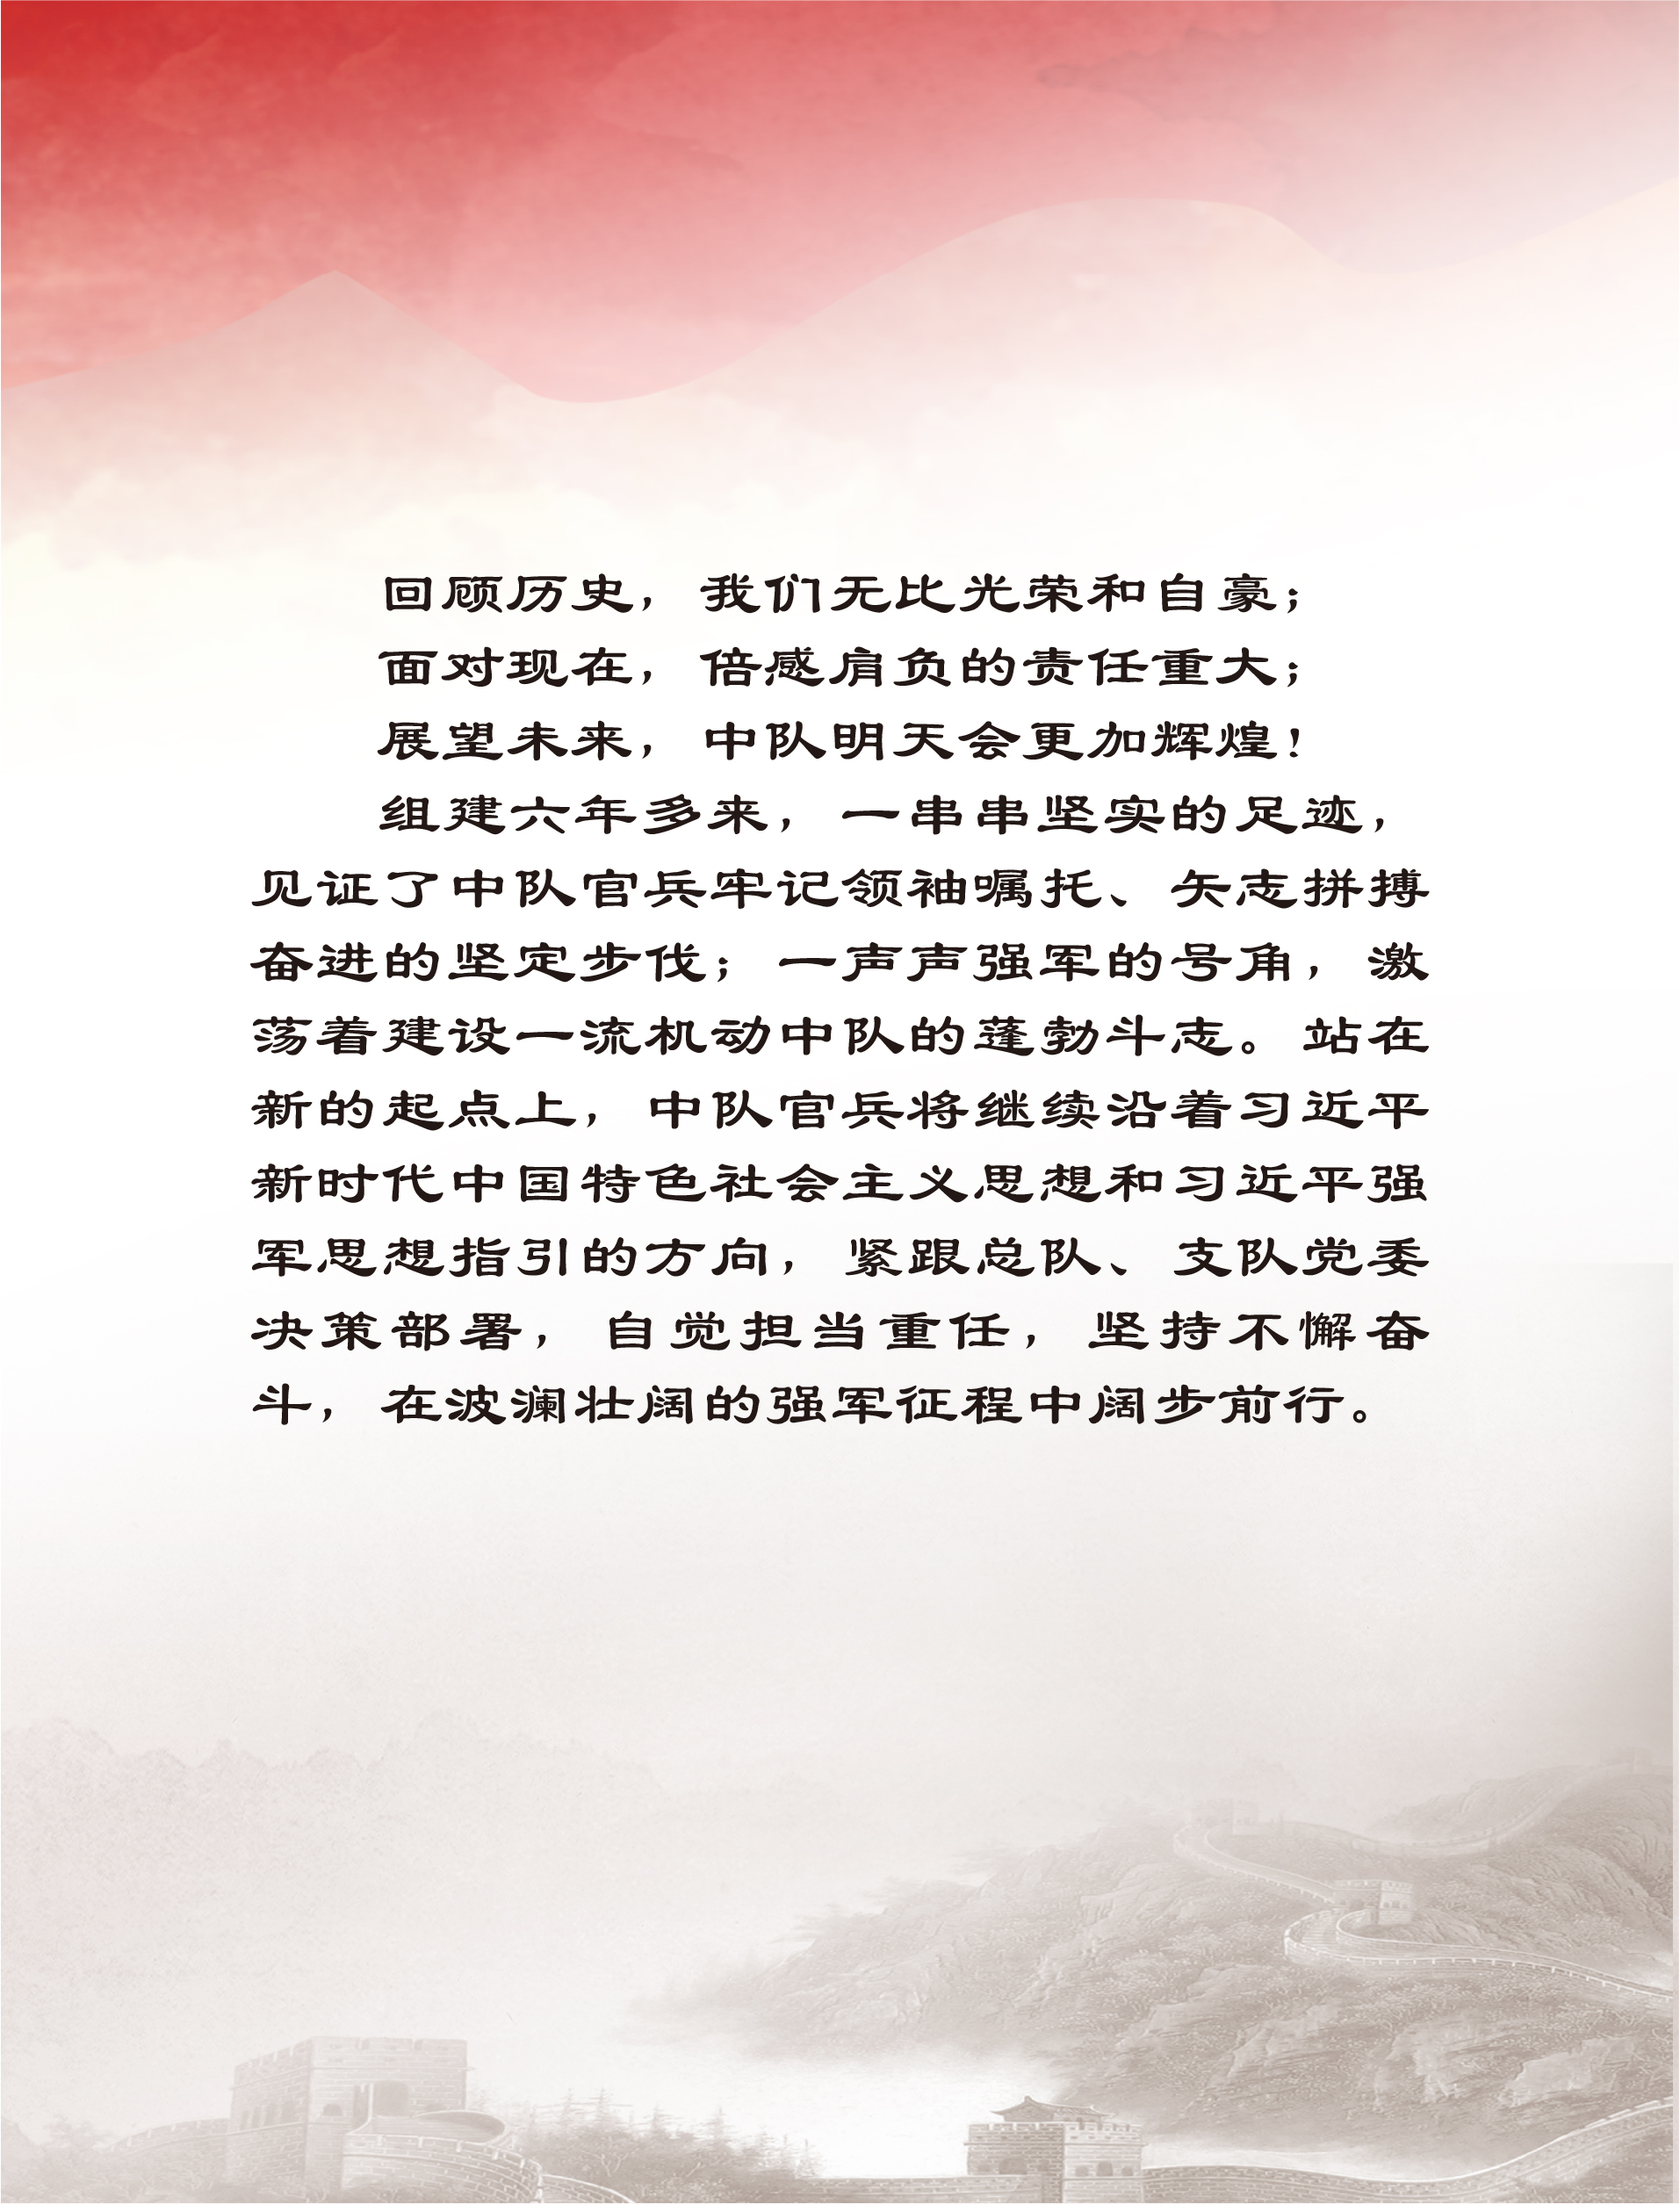 回顾历史，我们无比光荣和自豪；
面对现在，倍感肩负的责任重大；
展望未来，中队明天会更加辉煌！
组建六年多来，一串串坚实的足迹，
见证了中队官兵牢记领袖嘱托、矢志拼搏
奋进的坚定步伐；一声声强军的号角，激
荡着建设一流机动中队的蓬勃斗志。站在
新的起点上，中队官兵将继续沿着习近平
新时代中国特色社会主义思想和习近平强
军思想指引的方向，紧跟总队、支队党委
决策部署，自觉担当重任，坚持不懈奋
斗，在波澜壮阔的强军征程中阔步前行。